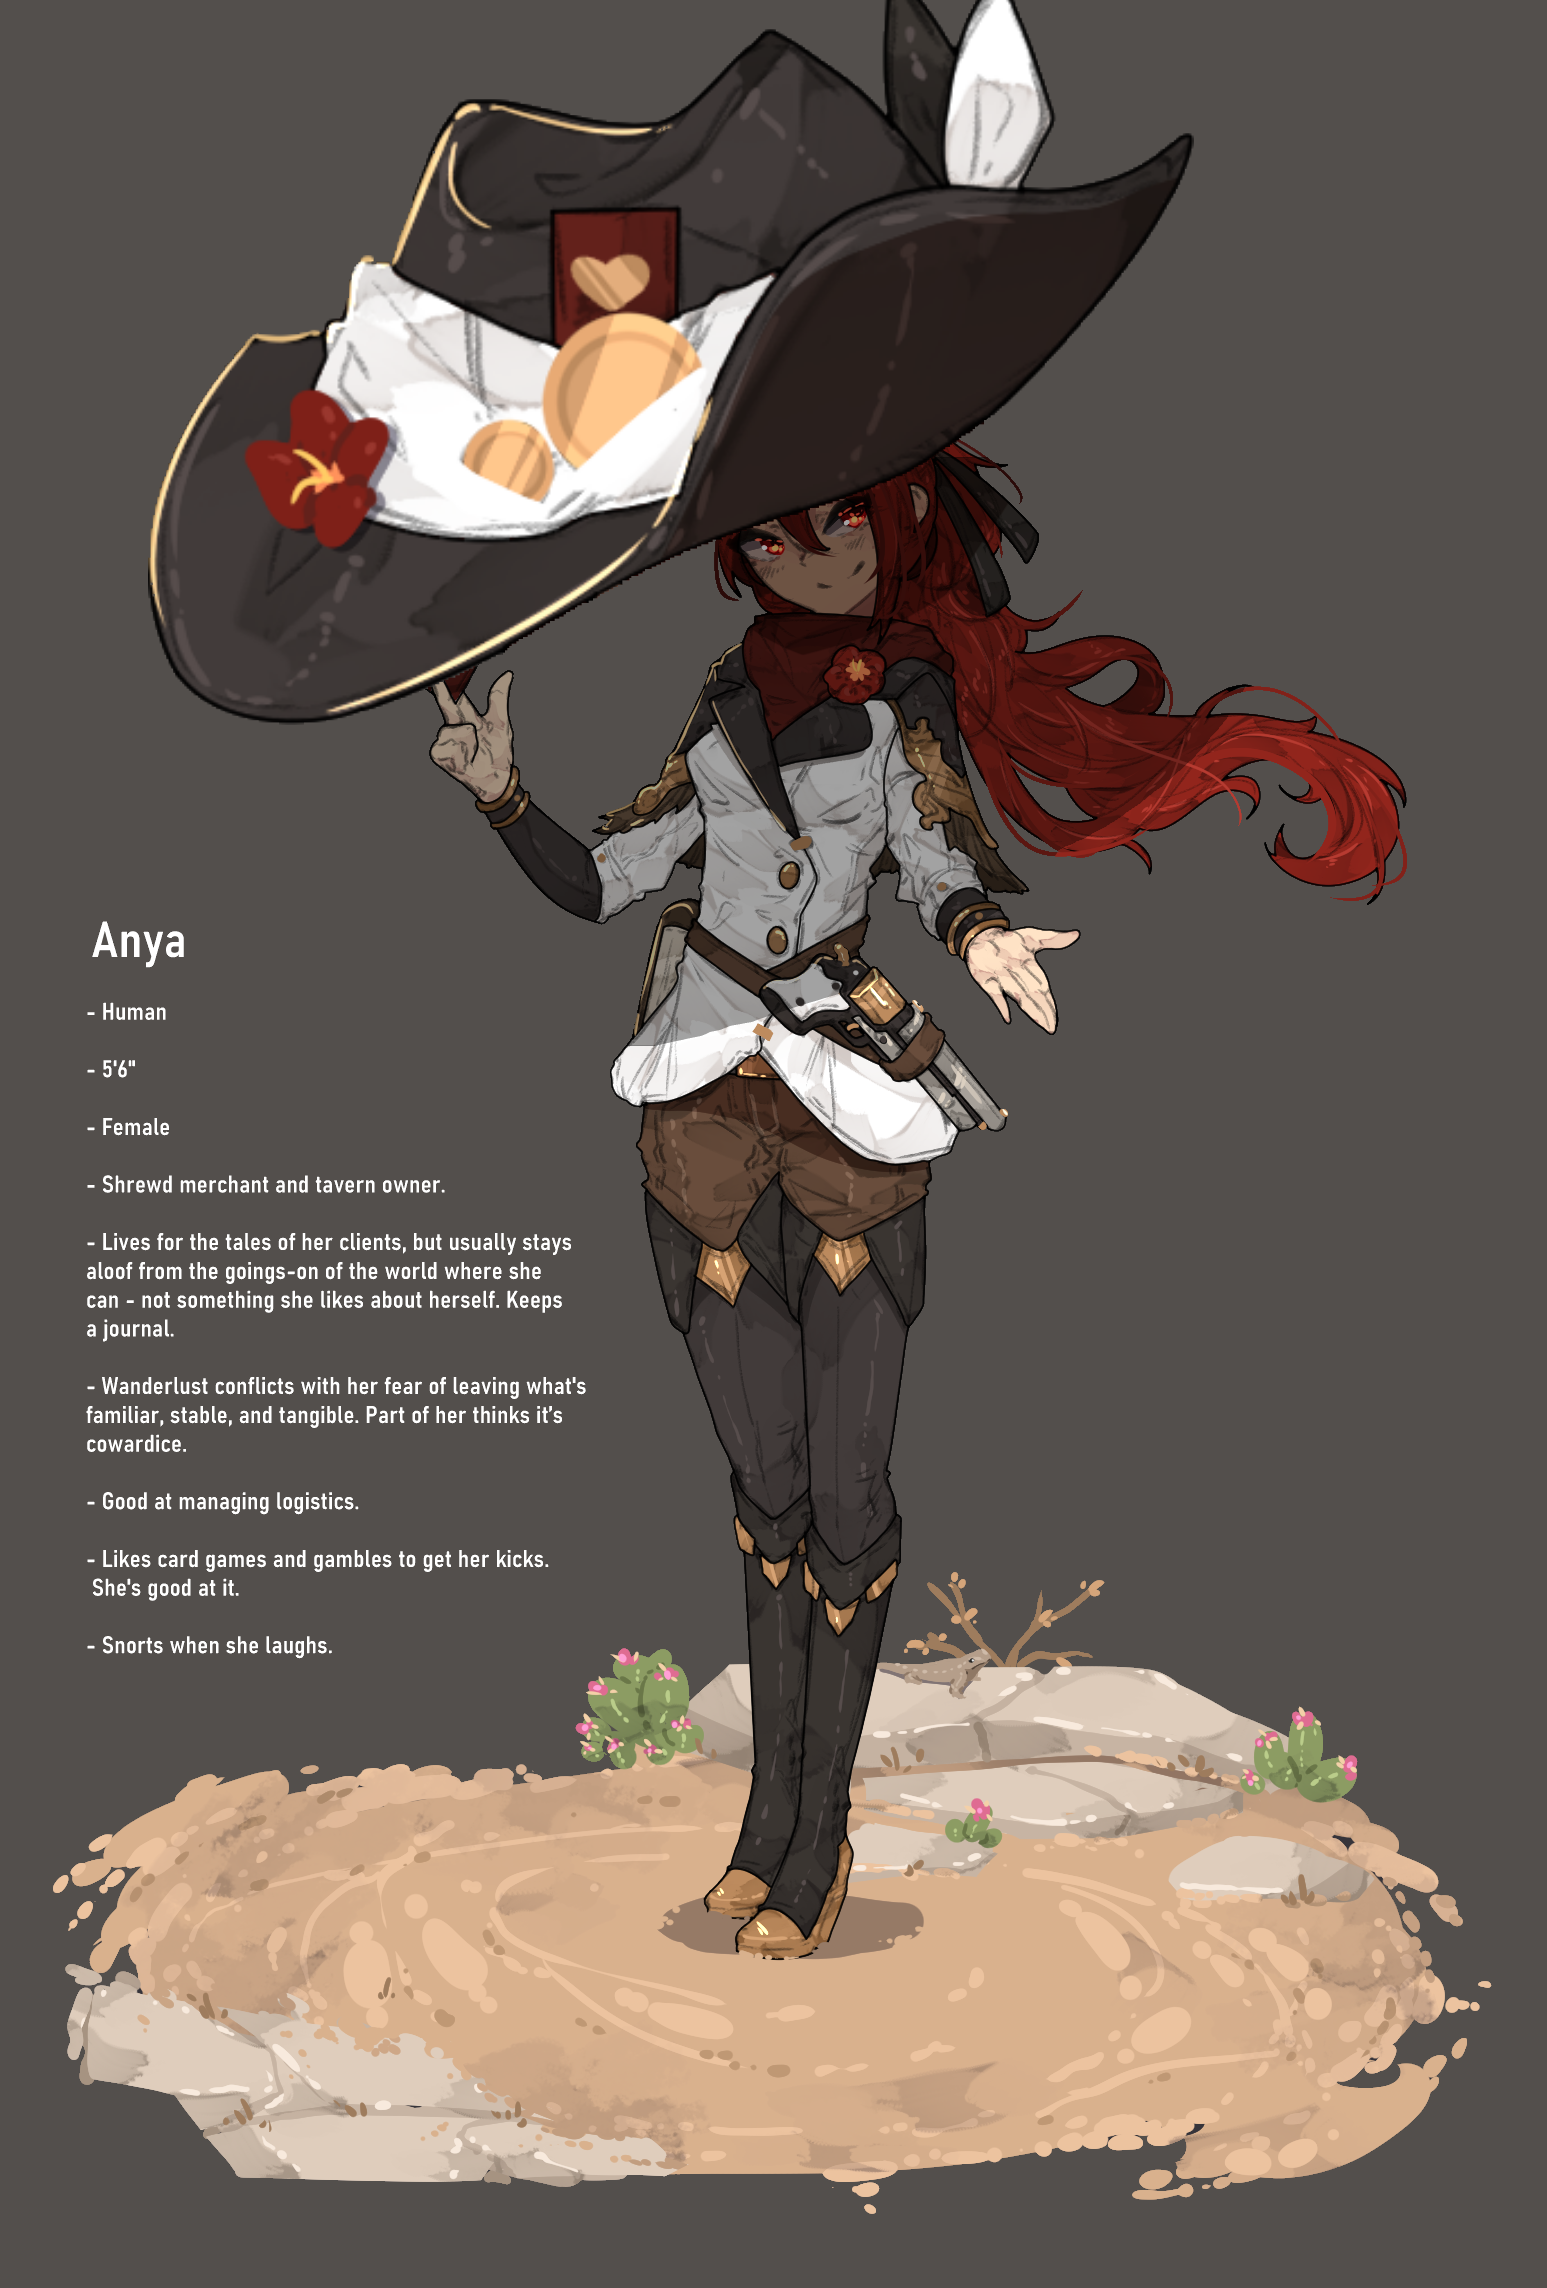 Anya
- Human
- 5'6"
- Female
- Shrewd merchant and tavern owner.
- Lives for the tales of her clients, but usually stays
aloof from the goings-on of the world where she
can - not something she likes about herself. Keeps
a journal.
- Wanderlust conflicts with her fear of leaving what's
familiar, stable, and tangible. Part of her thinks it’s
cowardice.
- Good at managing logistics.
- Likes card games and gambles to get her kicks.
She's good at it.
- Snorts when she laughs.